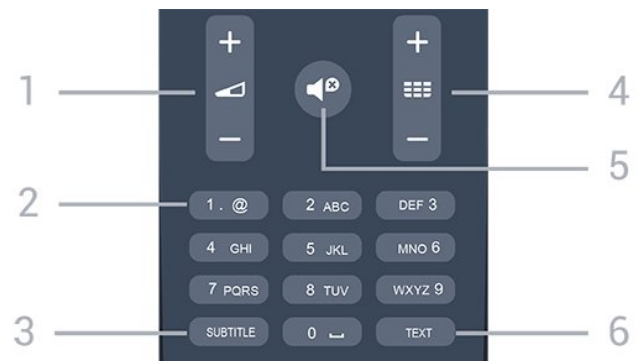 + +
1 4
- -
5
2 1 . @ 2 ABC DEF 3
4 GHI 5 JKL MNO 6
7 PQRS 8 TUV WXYZ 9
3 SUBTITLE 0 ⎵ TEXT 6